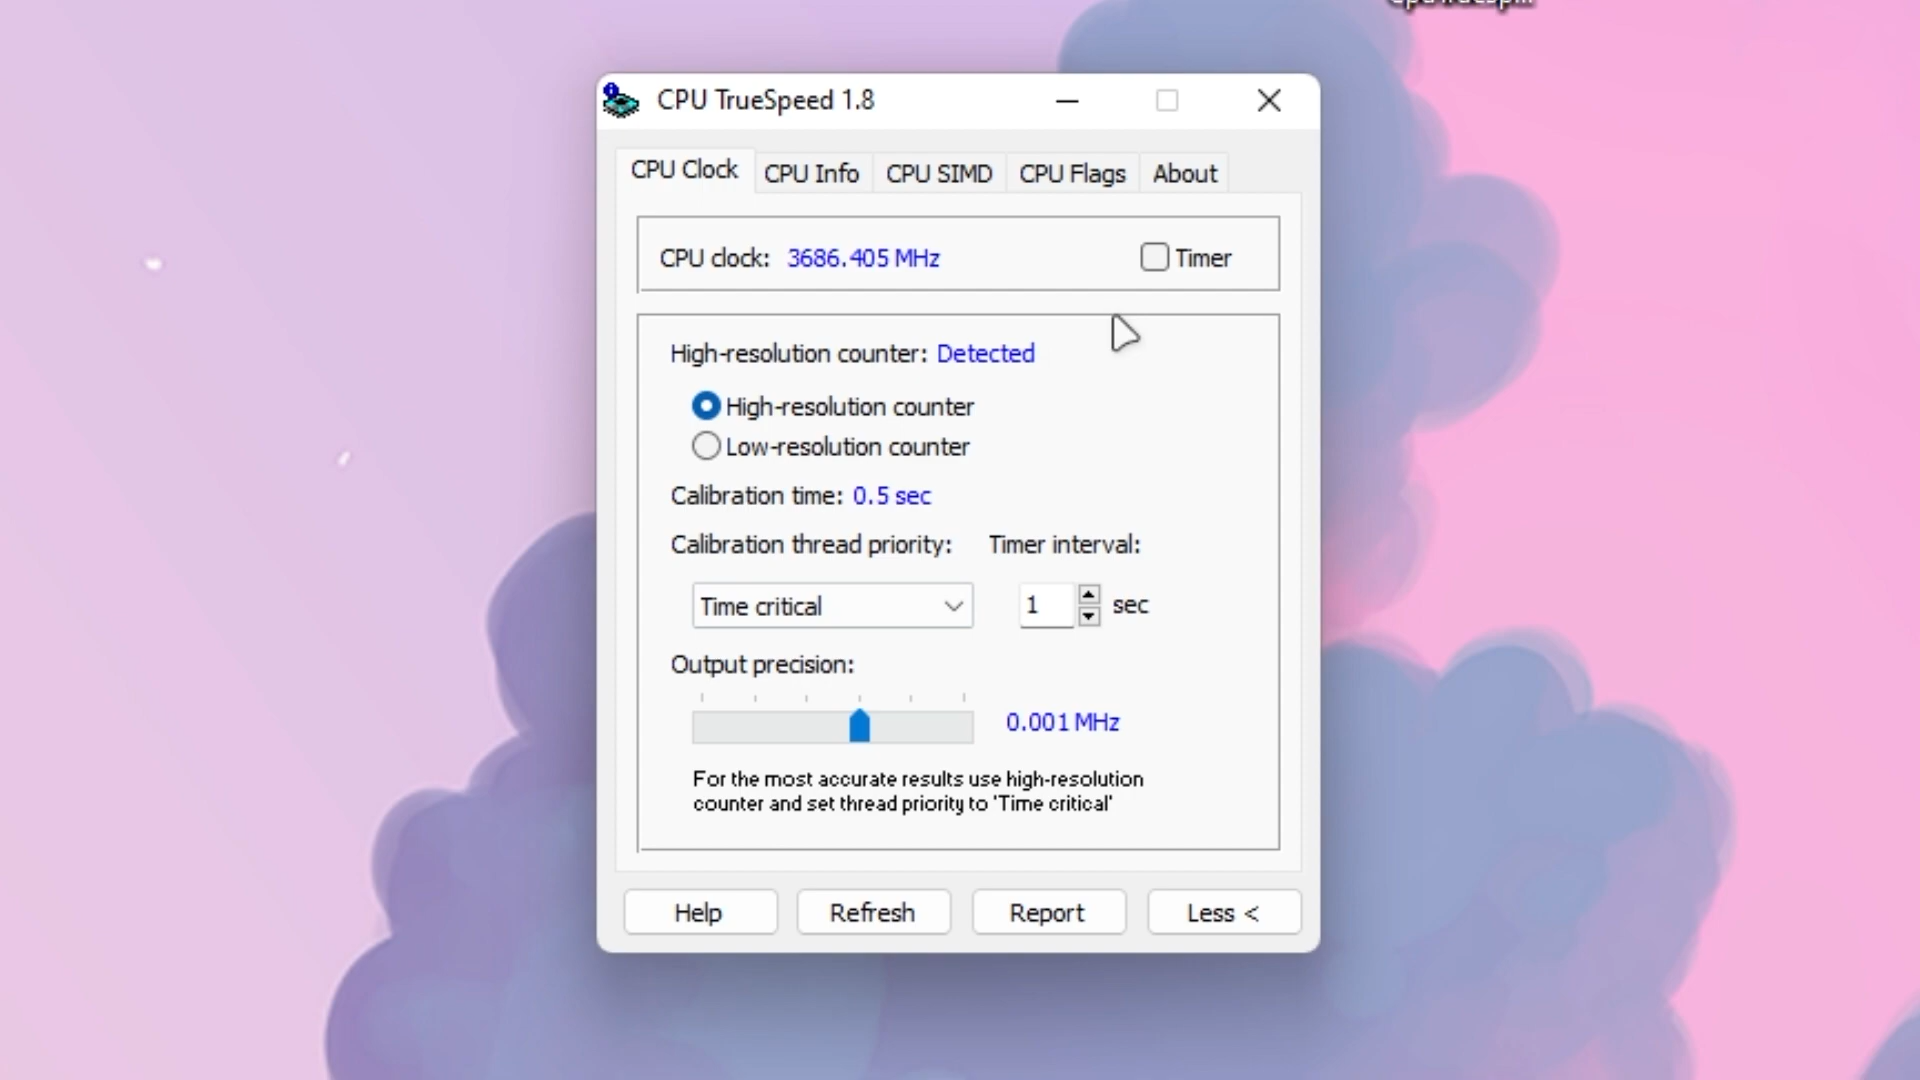 CPU TrueSpeed 1.8
CPU Clock CPU Info CPU SIMD CPU Flags About
CPU clock: 3686.405 MHz Timer
High-resolution counter: Detected
High-resolution counter
Low-resolution counter
Calibration time: 0.5 sec
Calibration thread priority: Timer interval:
Time critical 1 sec
Output precision:
0.001 MHz
For the most accurate results use high-resolution
counter and set thread priority to 'Time critical'
Help Refresh Report Less <